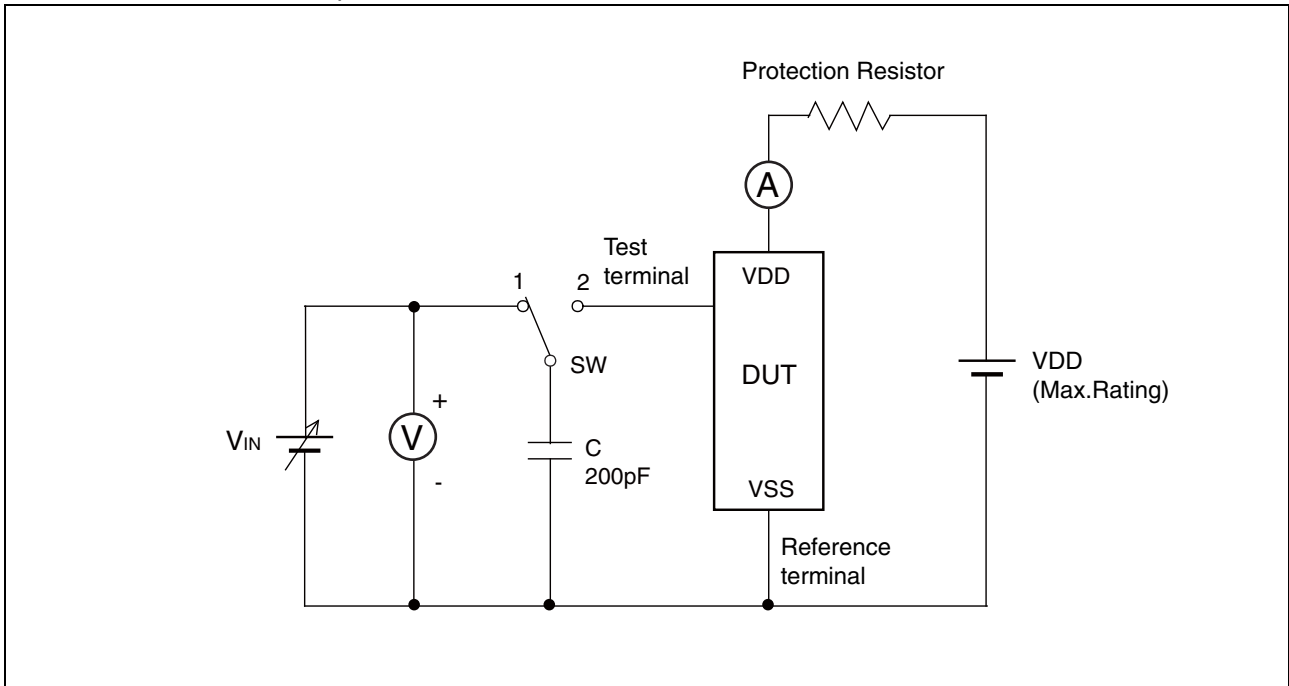 Protection Resistor
A
Test
terminal
VDD
1
2
SW
DUT
VDD
(Max.Rating)
VIN
+
V
-
C
200pF
VSS
Reference
terminal